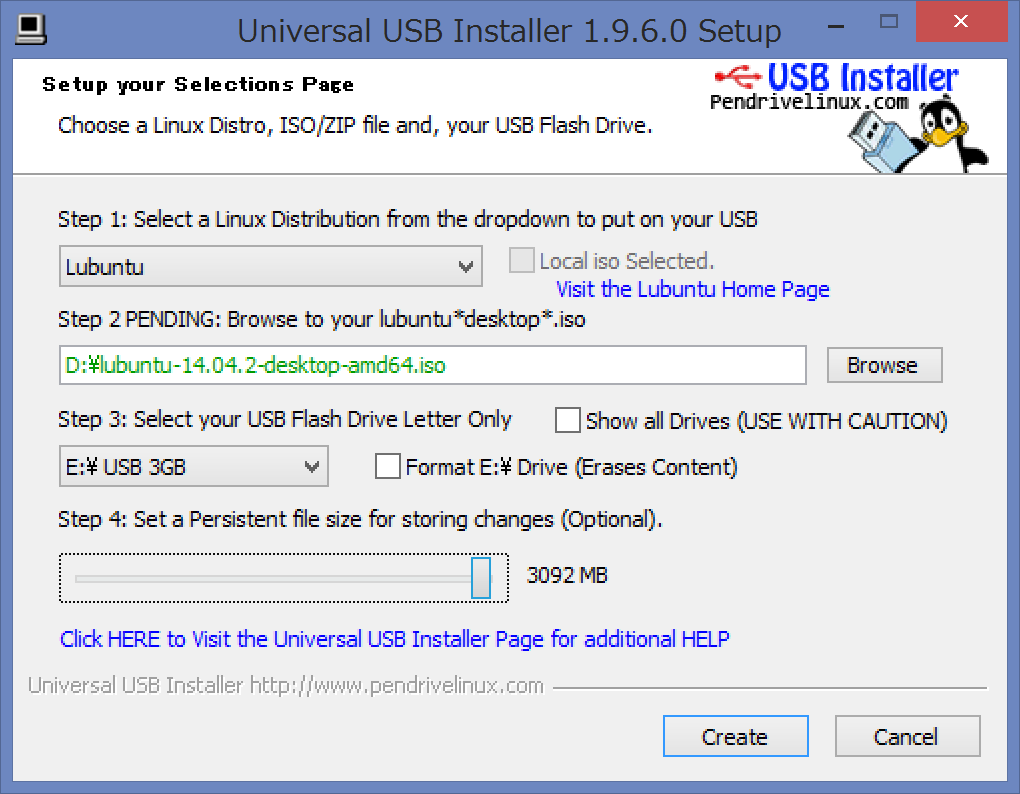 Universal USB Installer 1.9.6.0 Setup
Setup your Selections Page
Choose a Linux Distro, ISO/ZIP file and, your USB Flash Drive.
USB Installer
Pendrivelinux.com
Step 1: Select a Linux Distribution from the dropdown to put on your USB
Lubuntu
Local iso Selected.
Visit the Lubuntu Home Page
Step 2 PENDING: Browse to your lubuntu*desktop*.iso
D:¥lubuntu-14.04.2-desktop-amd64.iso
Browse
Step 3: Select your USB Flash Drive Letter Only
Show all Drives (USE WITH CAUTION)
E:¥ USB 3GB
Format E:¥ Drive (Erases Content)
Step 4: Set a Persistent file size for storing changes (Optional).
3092 MB
Click HERE to Visit the Universal USB Installer Page for additional HELP
Universal USB Installer http://www.pendrivelinux.com
Create
Cancel